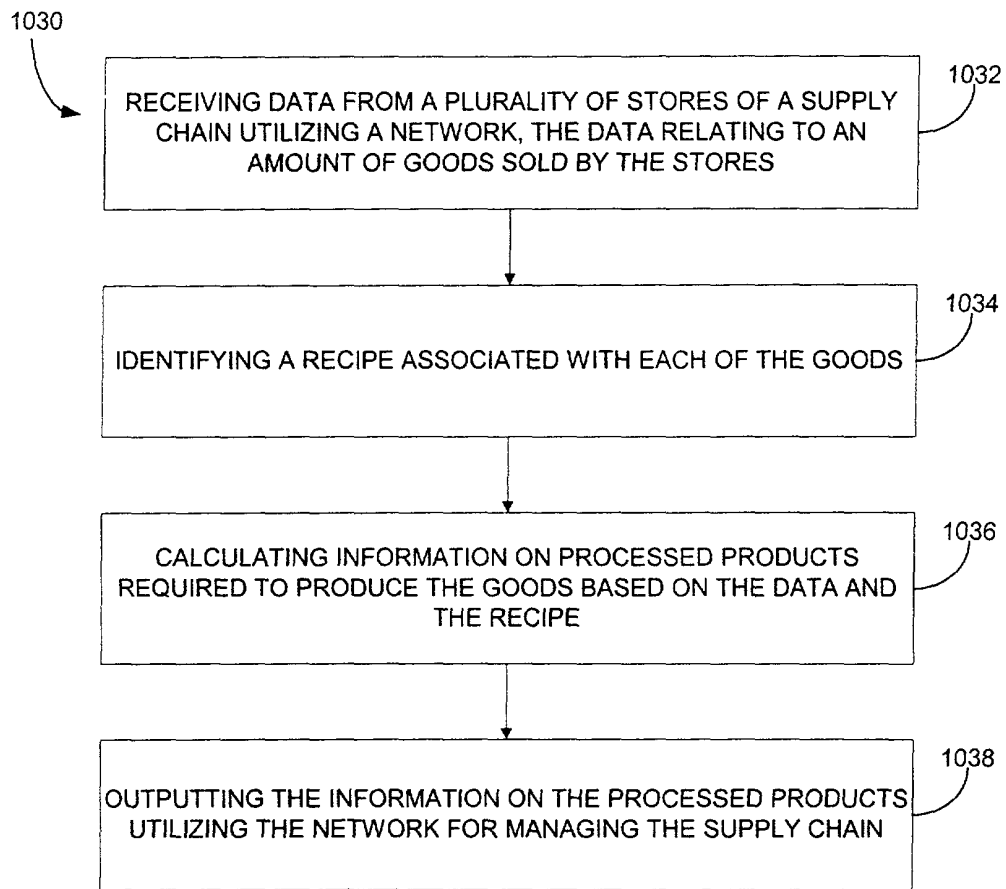 1030
1032
RECEIVING DATA FROM A PLURALITY OF STORES OF A SUPPLY
CHAIN UTILIZING A NETWORK, THE DATA RELATING TO AN
AMOUNT OF GOODS SOLD BY THE STORES
1034
IDENTIFYING A RECIPE ASSOCIATED WITH EACH OF THE GOODS
1036
CALCULATING INFORMATION ON PROCESSED PRODUCTS
REQUIRED TO PRODUCE THE GOODS BASED ON THE DATA AND
THE RECIPE
1038
OUTPUTTING THE INFORMATION ON THE PROCESSED PRODUCTS
UTILIZING THE NETWORK FOR MANAGING THE SUPPLY CHAIN